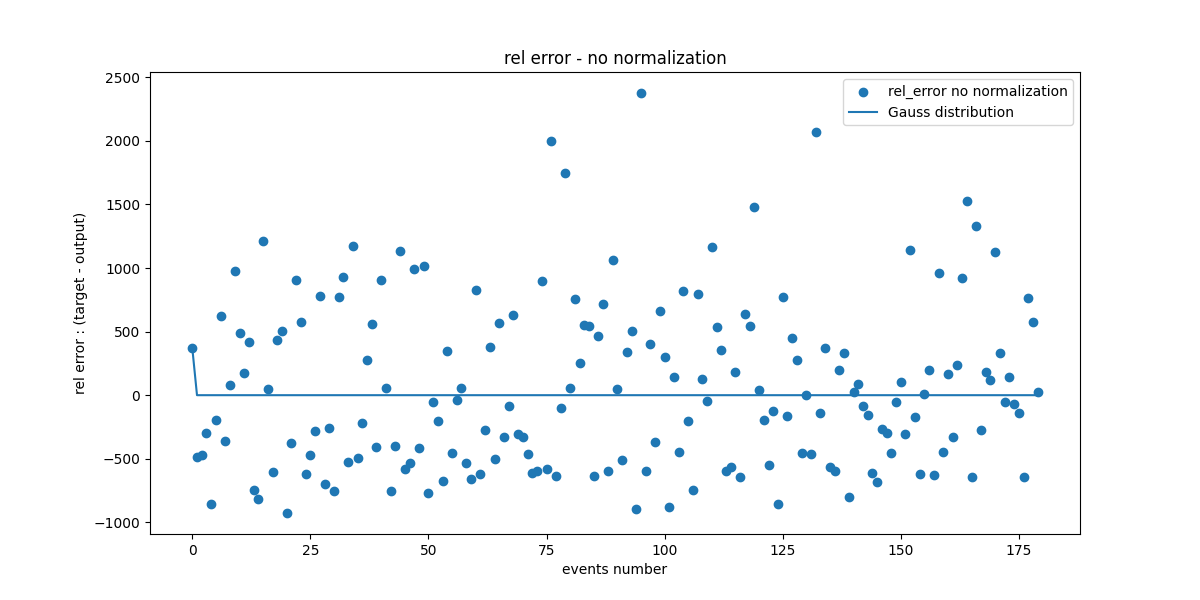 rel error - no normalization
rel_error no normalization
Gauss distribution
rel error : (target - output)
2500
2000
1500
1000
500
0
−500
−1000
0 25 50 75 100 125 150 175
events number